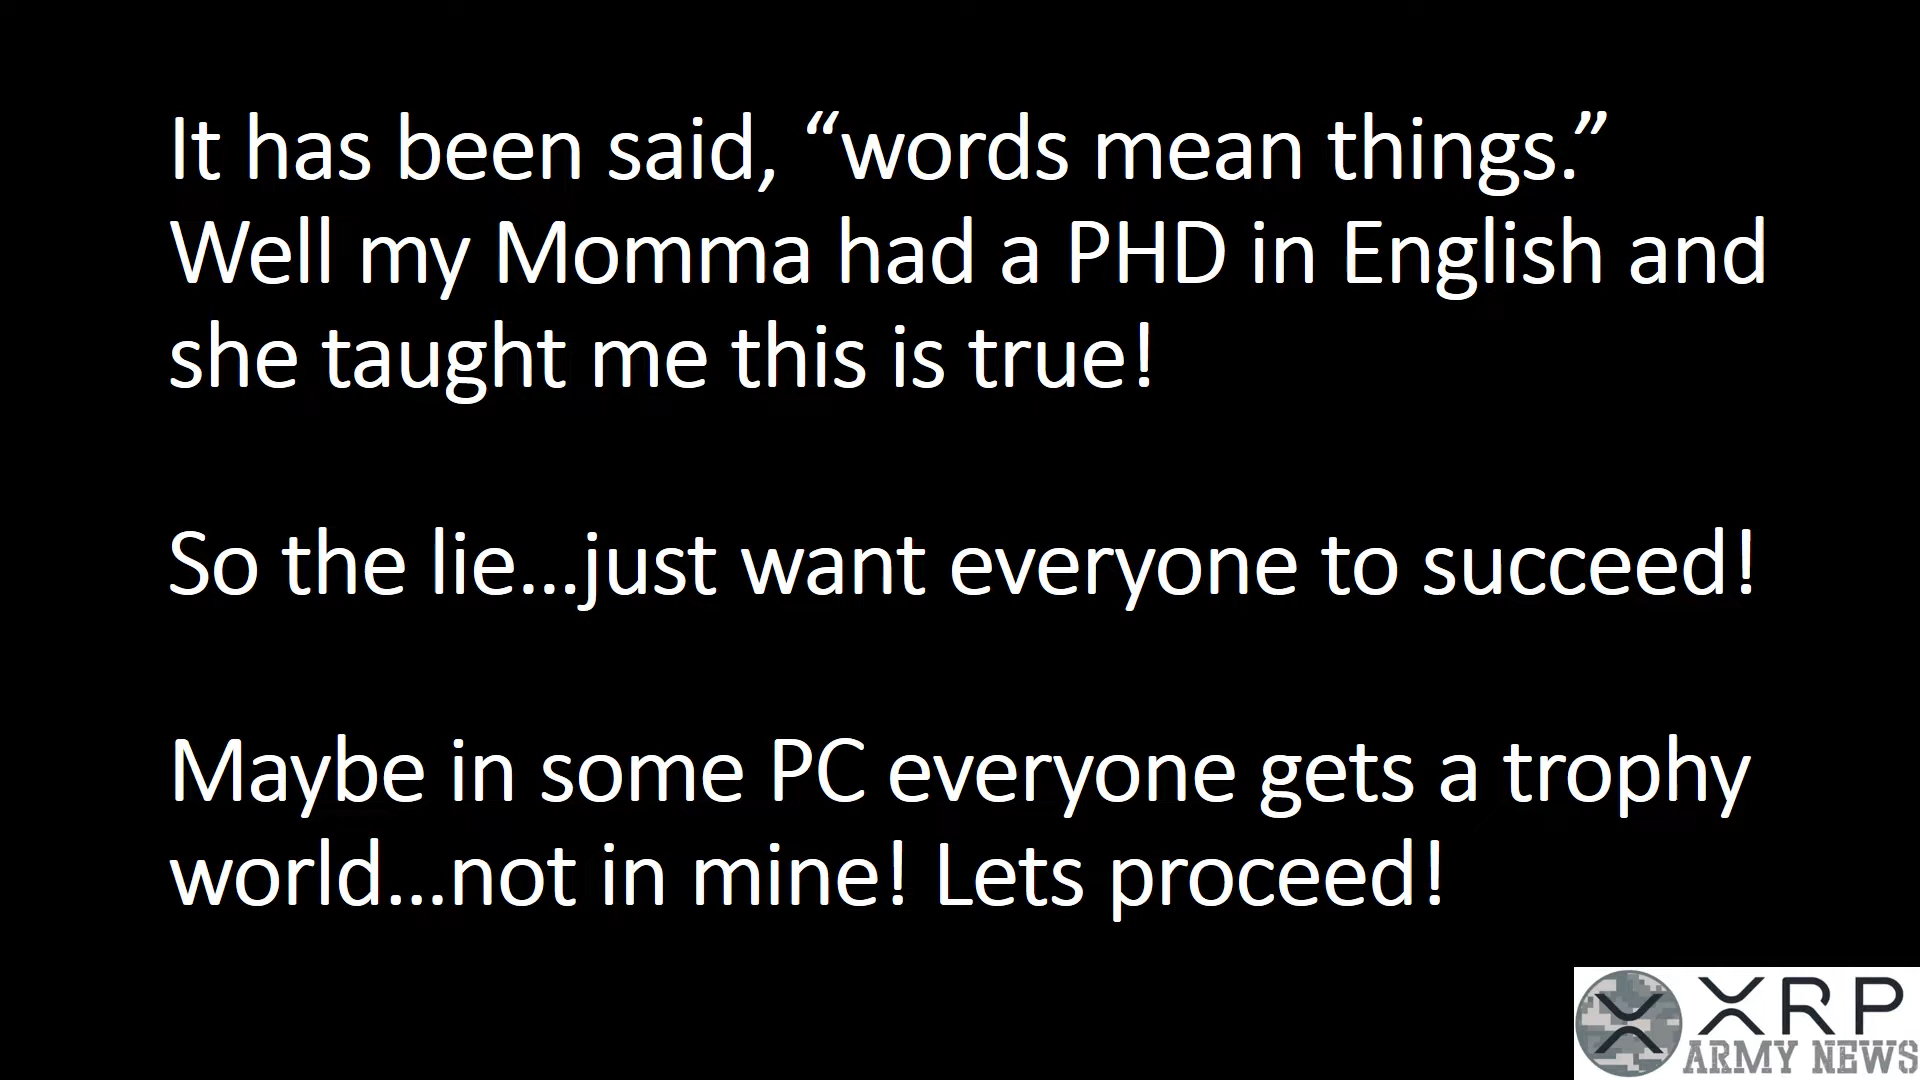 It has been said, “words mean things.”
Well my Momma had a PHD in English and
she taught me this is true!
So the lie...just want everyone to succeed!
Maybe in some PC everyone gets a trophy
world...not in mine! Lets proceed!
XRP
ARMY NEWS